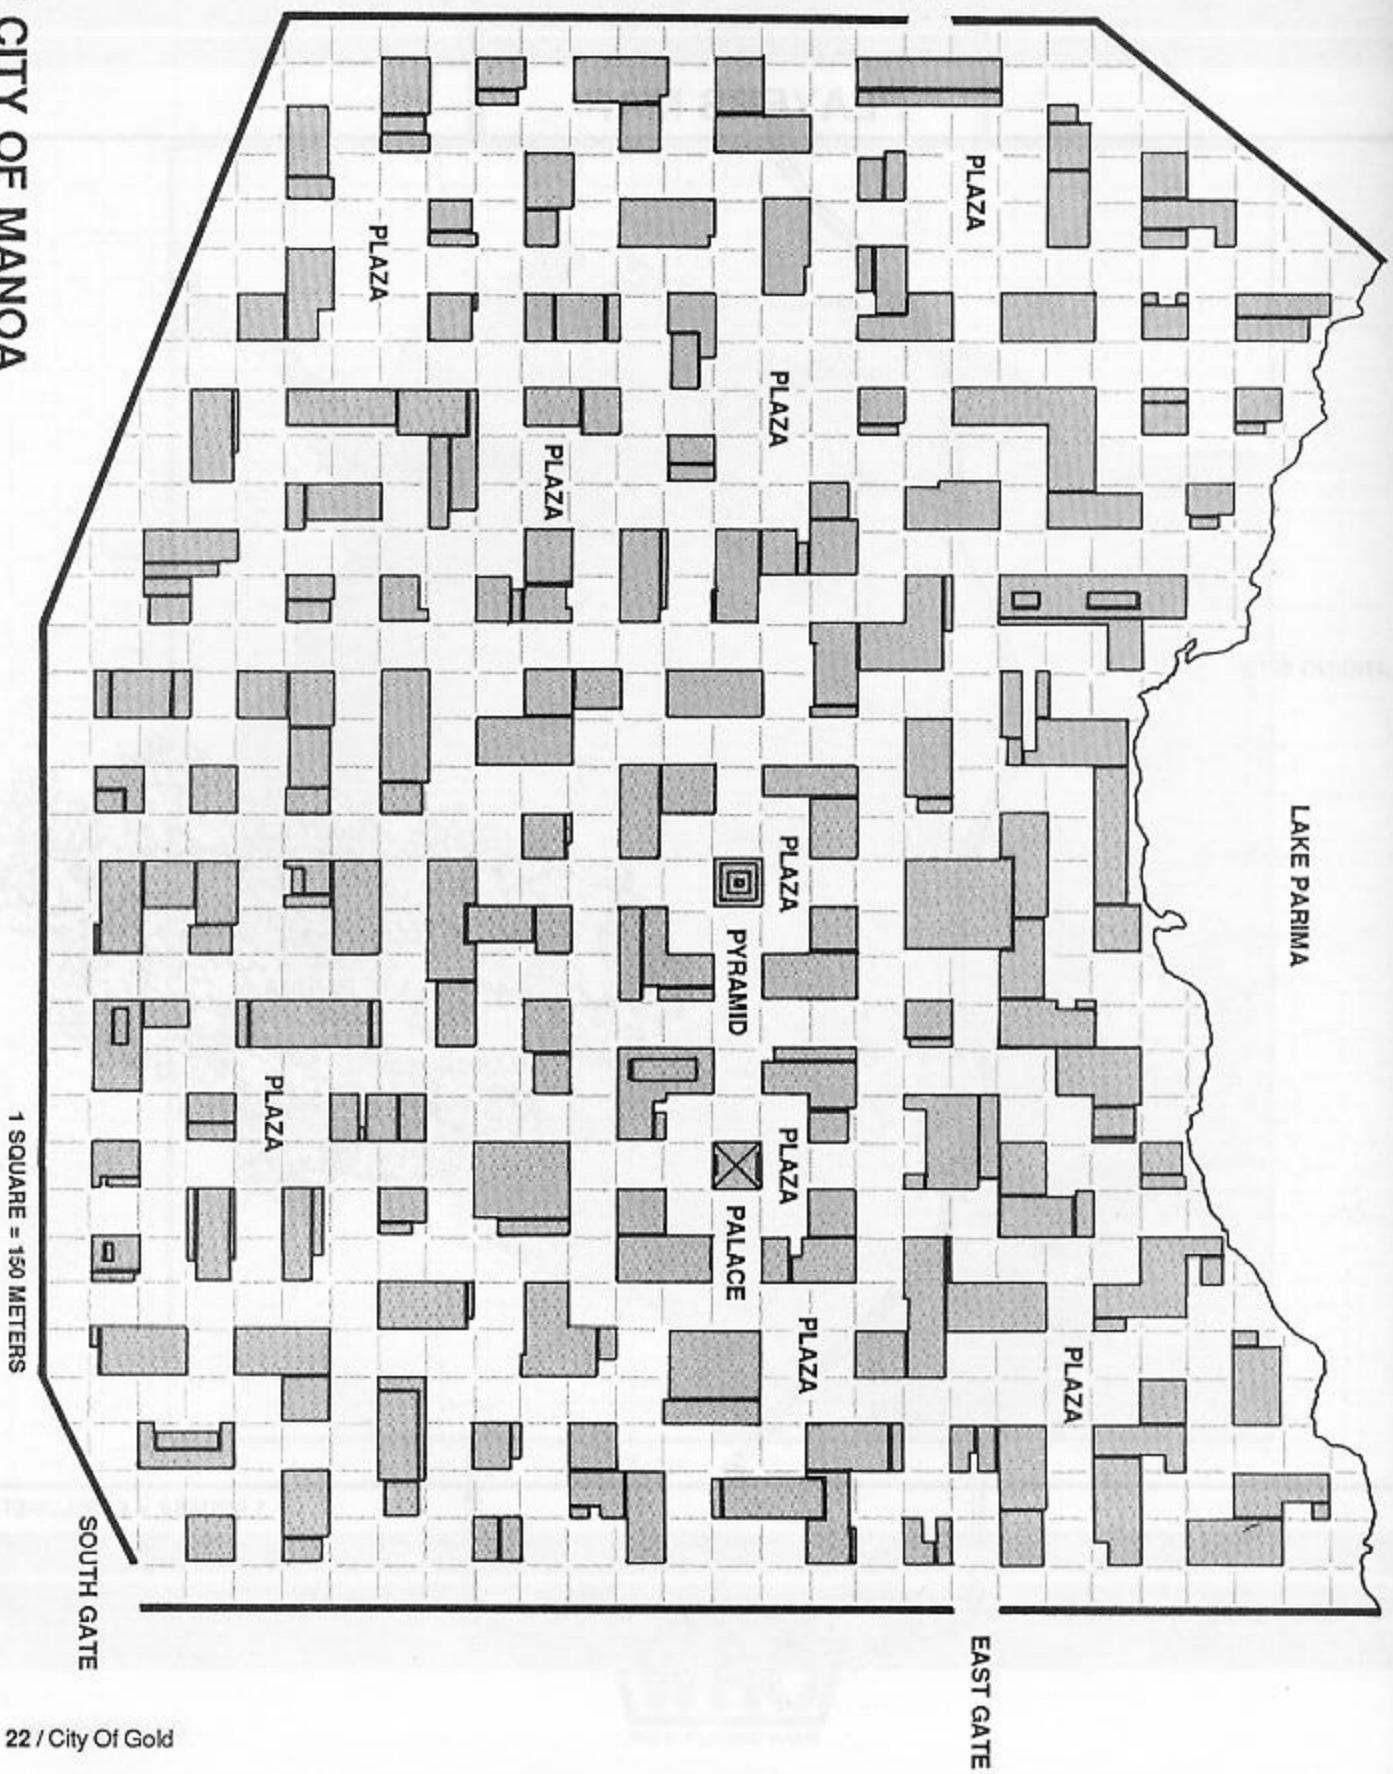 CITY OF MANOA
PLAZA
PLAZA
PLAZA
PLAZA
LAKE PARIMA
PLAZA
PYRAMID
PLAZA
PLAZA
PALACE
PLAZA
PLAZA
1 SQUARE = 150 METERS
SOUTH GATE
EAST GATE
22 / City Of Gold